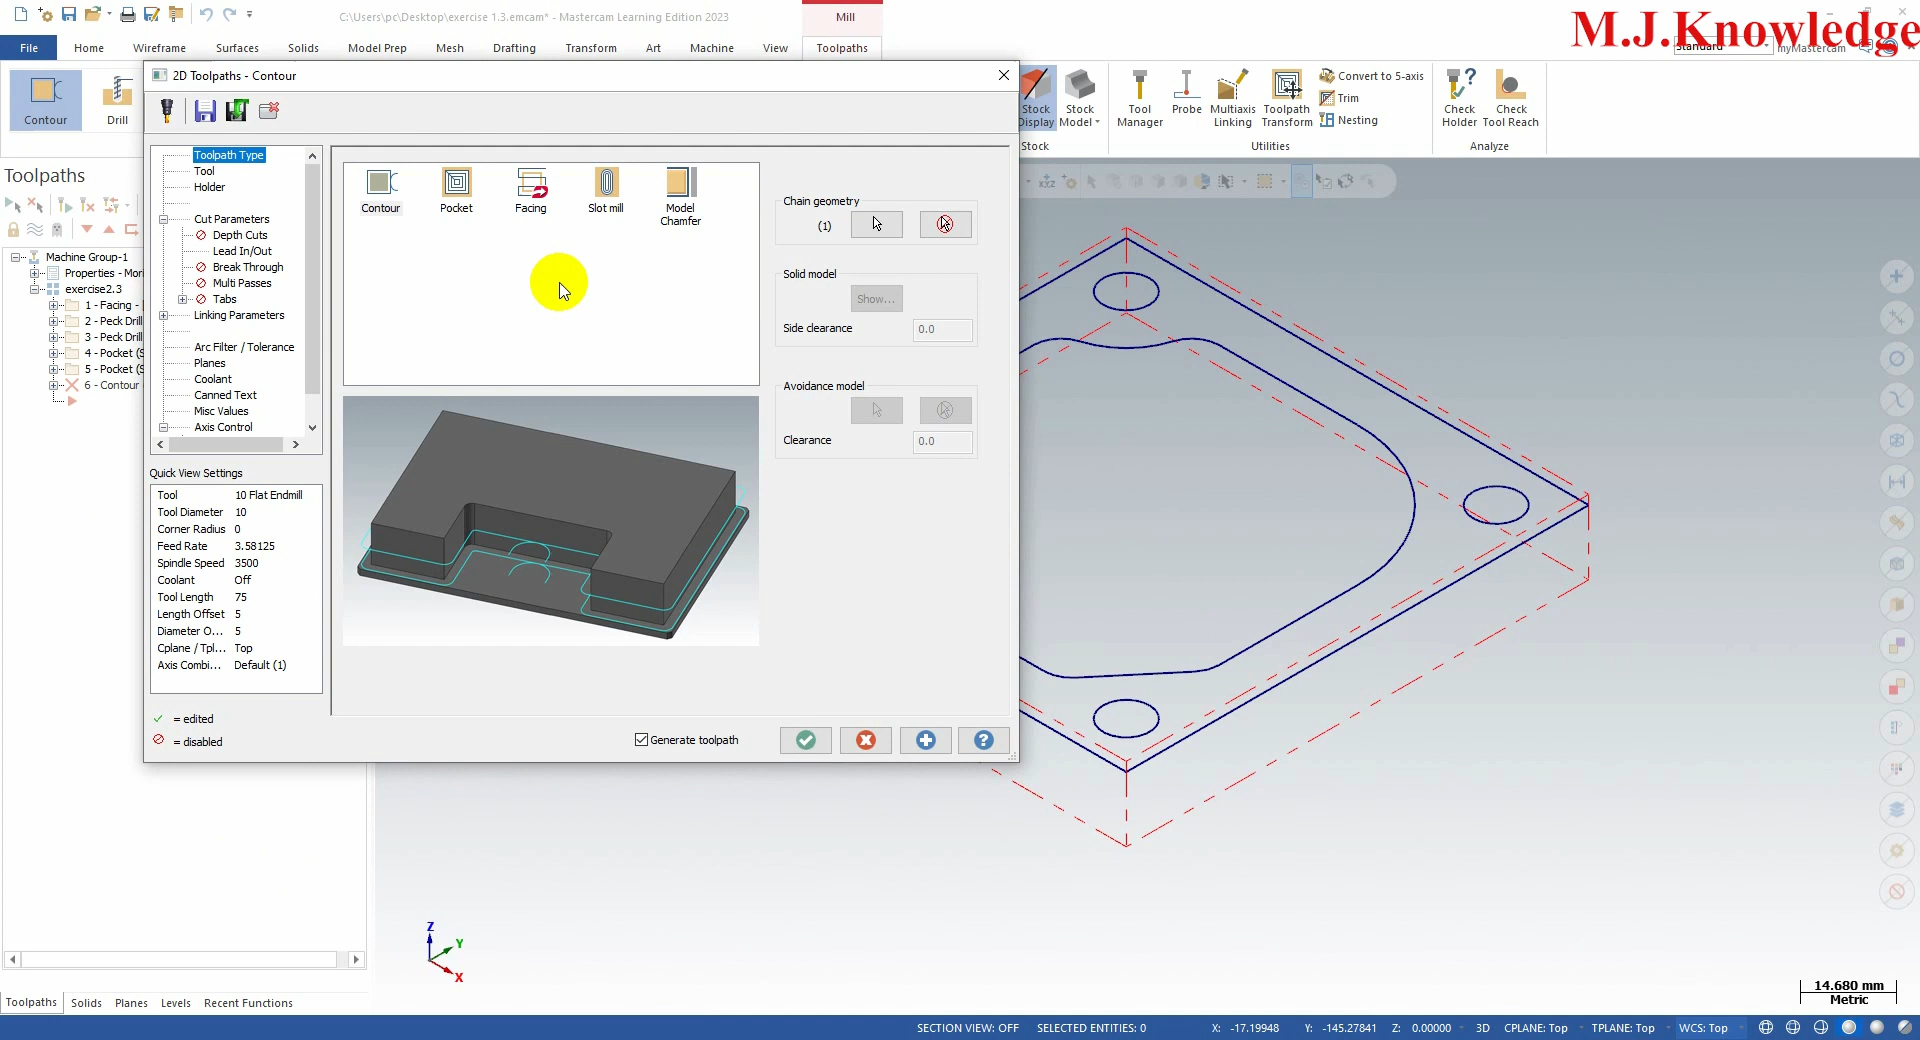 C:\Users\pc\Desktop\exercise 1.3.emcam* - Mastercam Learning Edition 2023
Mill
M.J.Knowledge
File
Home
Wireframe
Surfaces
Solids
Model Prep
Mesh
Drafting
Transform
Art
Machine
View
Toolpaths
Standard
myMastercam
Contour
Drill
2D Toolpaths - Contour
Stock Display
Stock Model
Stock
Tool Manager
Probe
Multiaxis Linking
Toolpath Transform
Convert to 5-axis
Trim
Nesting
Utilities
Check Holder
Check Tool Reach
Analyze
Toolpaths
Machine Group-1
Properties - Mori
exercise2.3
1 - Facing -
2 - Peck Drill
3 - Peck Drill
4 - Pocket (S
5 - Pocket (S
6 - Contour
Toolpath Type
Tool
Holder
Cut Parameters
Depth Cuts
Lead In/Out
Break Through
Multi Passes
Tabs
Linking Parameters
Arc Filter / Tolerance
Planes
Coolant
Canned Text
Misc Values
Axis Control
Contour
Pocket
Facing
Slot mill
Model Chamfer
Chain geometry
(1)
Solid model
Show...
Side clearance 0.0
Avoidance model
Clearance 0.0
Quick View Settings
Tool 10 Flat Endmill
Tool Diameter 10
Corner Radius 0
Feed Rate 3.58125
Spindle Speed 3500
Coolant Off
Tool Length 75
Length Offset 5
Diameter O... 5
Cplane / Tpl... Top
Axis Combi... Default (1)
= edited
= disabled
Generate toolpath
Z
Y
X
14.680 mm
Metric
Toolpaths
Solids
Planes
Levels
Recent Functions
SECTION VIEW: OFF
SELECTED ENTITIES: 0
X: -17.19948
Y: -145.27841
Z: 0.00000
3D
CPLANE: Top
TPLANE: Top
WCS: Top